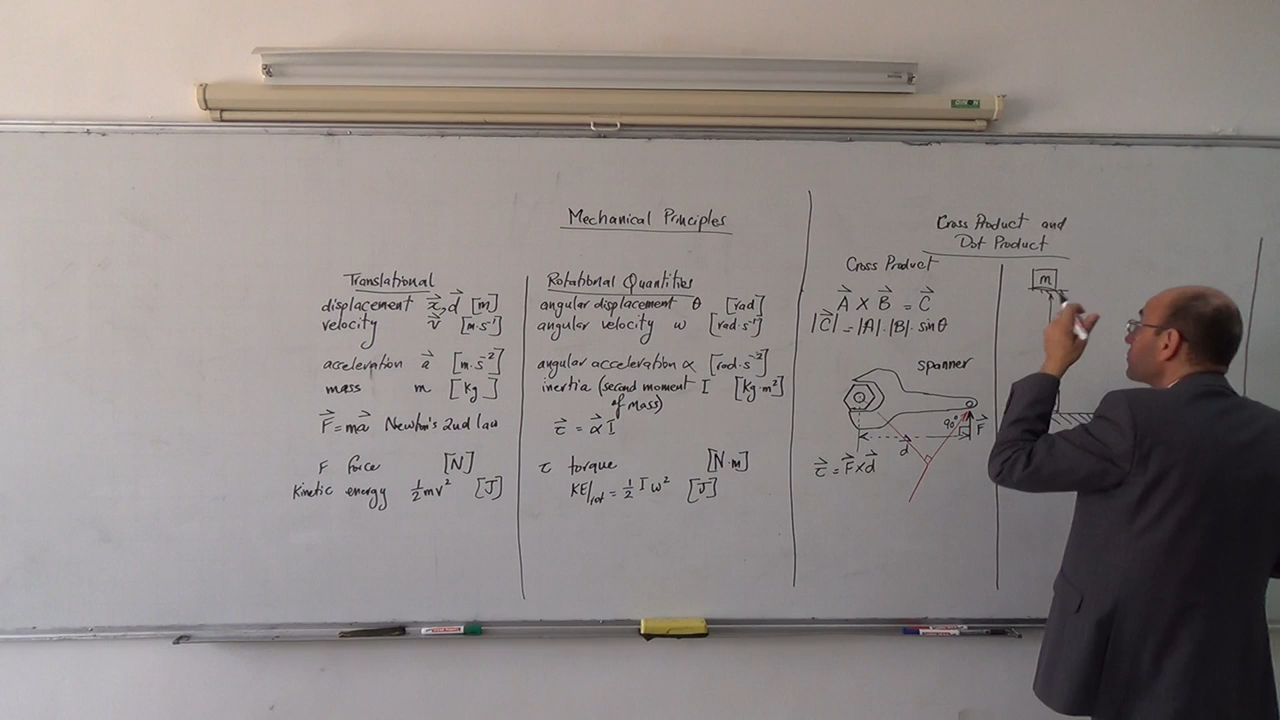 Mechanical Principles
Translational
displacement x⃗, d⃗ [m]
velocity v⃗ [m·s⁻¹]
acceleration a⃗ [m·s⁻²]
mass m [kg]
F⃗ = ma⃗ Newton's 2nd law
F force [N]
Kinetic energy ½mv² [J]
Rotational Quantities
angular displacement θ [rad]
angular velocity ω [rad·s⁻¹]
angular acceleration α [rad·s⁻²]
inertia (second moment I [kg·m²]
of mass)
τ⃗ = α⃗ I
τ torque [N·m]
KE/rot = ½ I ω² [J]
Cross Product and
Dot Product
Cross Product
A⃗ X B⃗ = C⃗
|C⃗| = |A|·|B|·sinθ
spanner
90°
F⃗
d
τ⃗ = F⃗ x d⃗
m